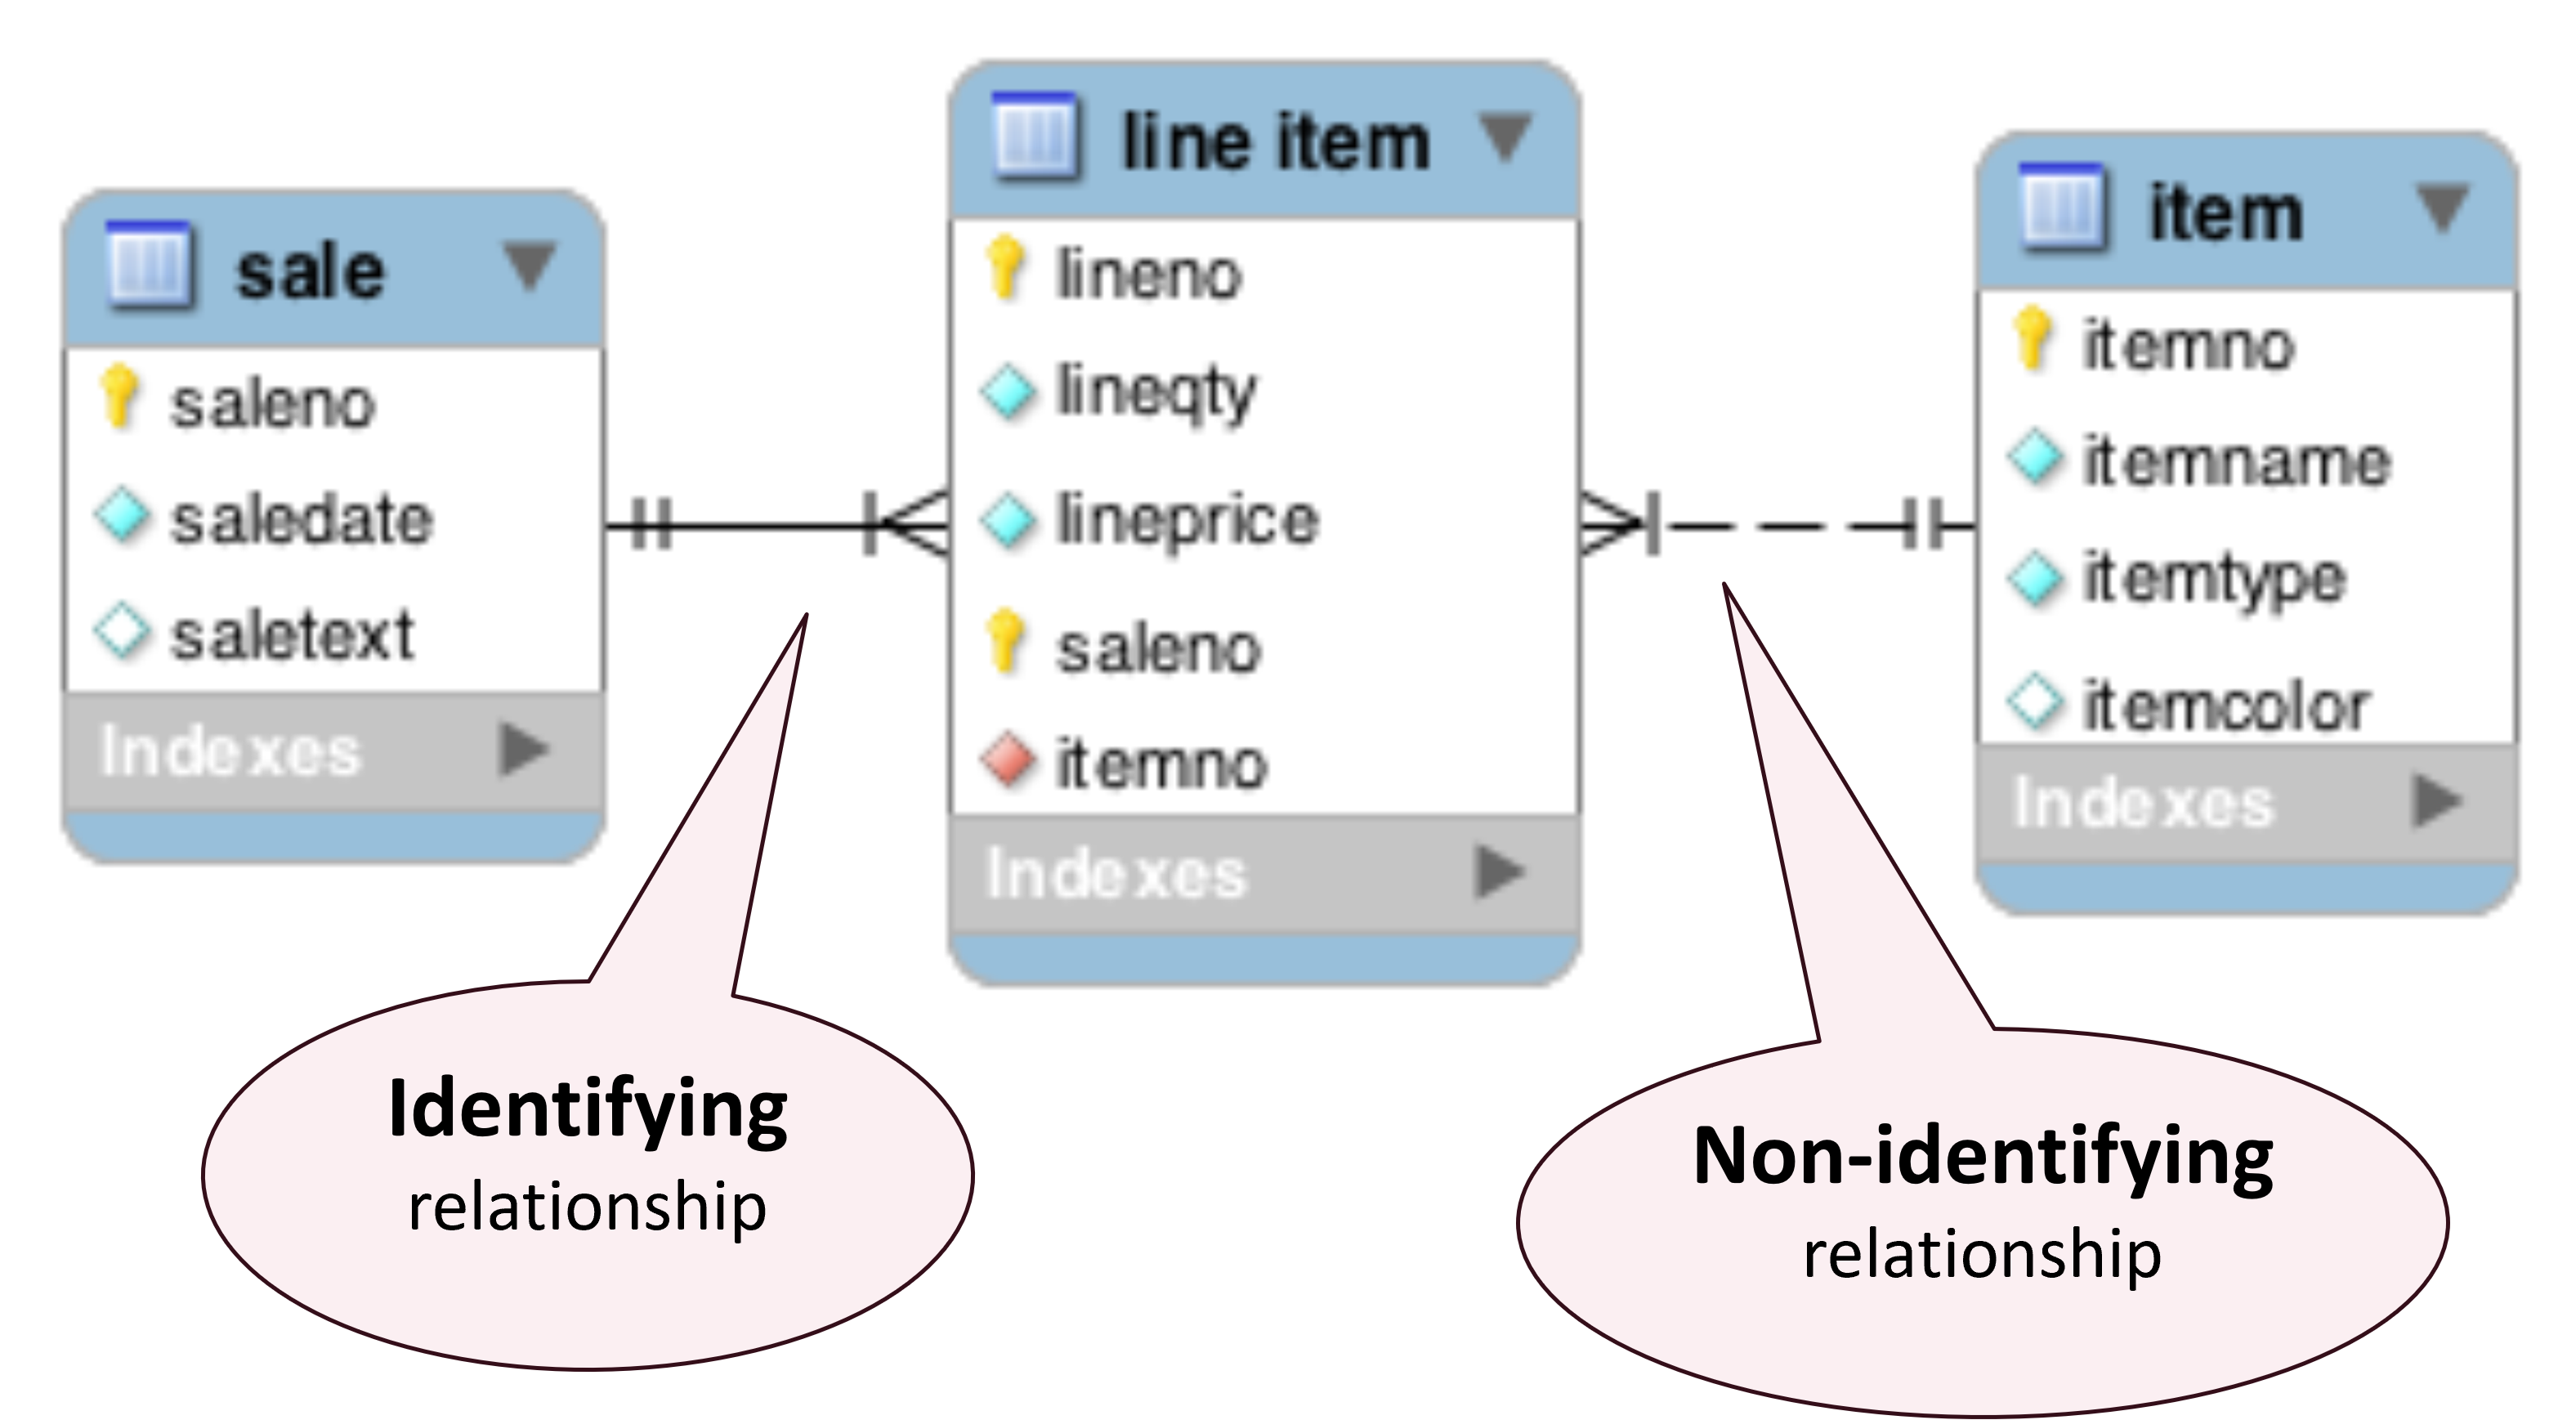 sale
saleno
saledate
saletext
Indexes
line item
lineno
lineqty
lineprice
saleno
itemno
Indexes
item
itemno
itemname
itemtype
itemcolor
Indexes
Identifying
relationship
Non-identifying
relationship